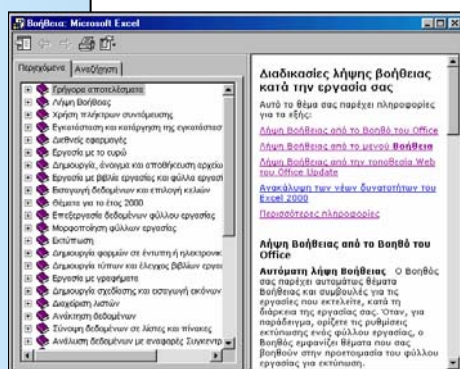 Βοήθεια: Microsoft Excel
Περιεχόμενα
Αναζήτηση
Γρήγορα αποτελέσματα
Λήψη Βοήθειας
Χρήση πλήκτρων συντόμευσης
Εγκατάσταση και κατάργηση της εγκατάστασ
Διεθνείς εφαρμογές
Εργασία με το ευρώ
Δημιουργία, άνοιγμα και αποθήκευση αρχείω
Εργασία με βιβλία εργασίας και φύλλα εργασί
Εισαγωγή δεδομένων και επιλογή κελιών
Θέματα για το έτος 2000
Επεξεργασία δεδομένων φύλλου εργασίας
Μορφοποίηση φύλλων εργασίας
Εκτύπωση
Δημιουργία φορμών σε έντυπη ή ηλεκτρονικ
Δημιουργία τύπων και έλεγχος βιβλίων εργασ
Εργασία με γραφήματα
Δημιουργία σχεδίασης και εισαγωγή εικόνων
Διαχείριση λιστών
Ανάκτηση δεδομένων
Σύνοψη δεδομένων σε λίστες και πίνακες
Ανάλυση δεδομένων με αναφορές Συγκεντρ
Διαδικασίες λήψης βοήθειας
κατά την εργασία σας
Αυτό το θέμα σας παρέχει πληροφορίες
για τα εξής:
Λήψη Βοήθειας από το Βοηθό του Office
Λήψη Βοήθειας από το μενού Βοήθεια
Λήψη Βοήθειας από την τοποθεσία Web
του Office Update
Ανακάλυψη των νέων δυνατοτήτων του
Excel 2000
Περισσότερες πληροφορίες
Λήψη Βοήθειας από το Βοηθό του
Office
Αυτόματη λήψη Βοήθειας Ο Βοηθός
σας παρέχει αυτομάτως θέματα
Βοήθειας και συμβουλές για τις
εργασίες που εκτελείτε, κατά τη
διάρκεια της εργασίας σας. Όταν, για
παράδειγμα, ορίζετε τις ρυθμίσεις
εκτύπωσης ενός φύλλου εργασίας, ο
Βοηθός εμφανίζει θέματα που σας
βοηθούν στην προετοιμασία του φύλλου
εργασίας για εκτύπωση.